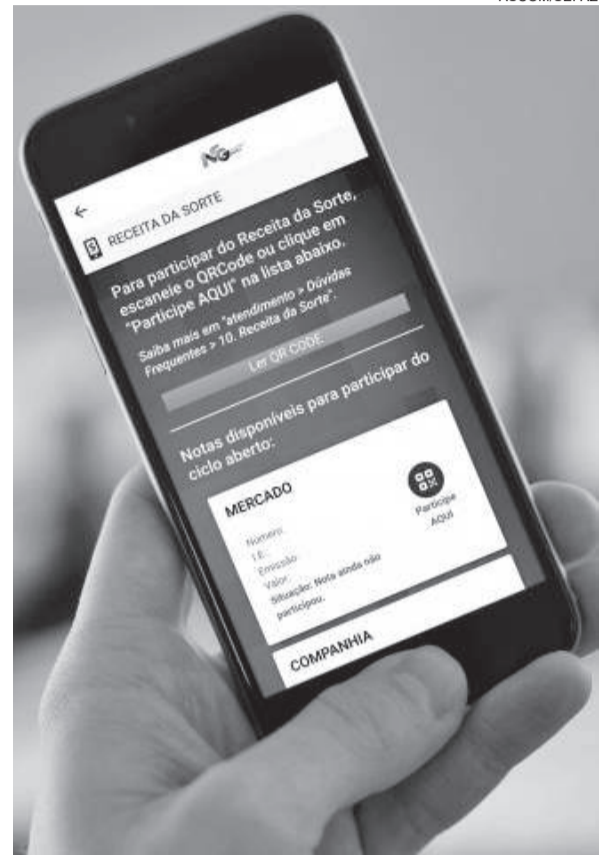 NFG
←
RECEITA DA SORTE
Para participar do Receita da Sorte,
escaneie o QRCode ou clique em
"Participe AQUI" na lista abaixo.
Saiba mais em "atendimento > Dúvidas
Frequentes > 10. Receita da Sorte".
Ler QR CODE
Notas disponíveis para participar do
ciclo aberto:
MERCADO
Número:
I.E.:
Emissão:
Valor:
Situação: Nota ainda não
participou.
Participe
AQUI
COMPANHIA